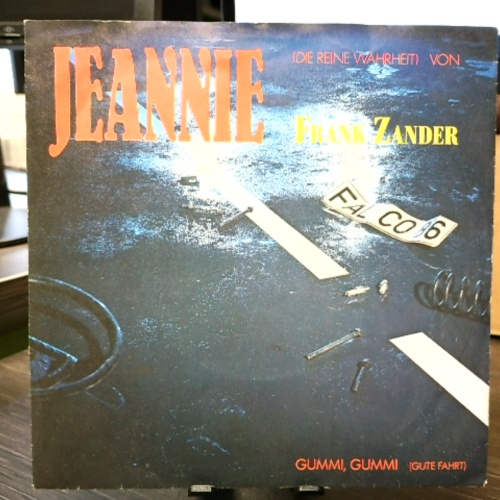 JEANNIE
(DIE REINE WAHRHEIT) VON
FRANK ZANDER
FALCO 6
GUMMI, GUMMI (GUTE FAHRT)